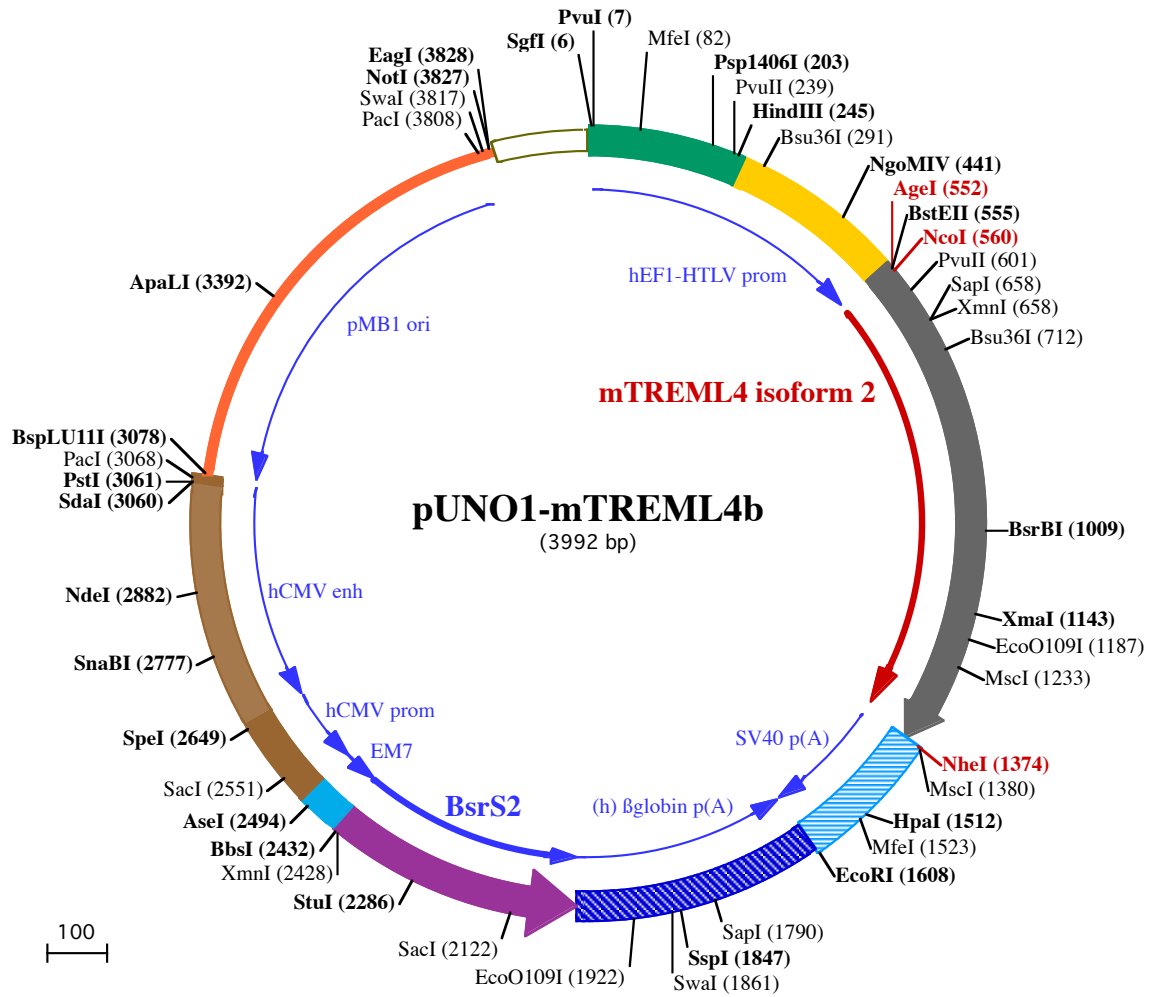 PvuI (7)
SgfI (6)
MfeI (82)
EagI (3828)
Psp1406I (203)
NotI (3827)
PvuII (239)
SwaI (3817)
HindIII (245)
PacI (3808)
Bsu36I (291)
NgoMIV (441)
AgeI (552)
BstEII (555)
NcoI (560)
PvuII (601)
hEF1-HTLV prom
SapI (658)
ApaLI (3392)
XmnI (658)
pMB1 ori
Bsu36I (712)
mTREML4 isoform 2
BspLU11I (3078)
PacI (3068)
PstI (3061)
SdaI (3060)
pUNO1-mTREML4b
(3992 bp)
BsrBI (1009)
hCMV enh
NdeI (2882)
XmaI (1143)
EcoO109I (1187)
SnaBI (2777)
MscI (1233)
hCMV prom
SpeI (2649)
SV40 p(A)
EM7
NheI (1374)
SacI (2551)
MscI (1380)
BsrS2
(h) ßglobin p(A)
AseI (2494)
HpaI (1512)
BbsI (2432)
MfeI (1523)
XmnI (2428)
EcoRI (1608)
StuI (2286)
SapI (1790)
100
SacI (2122)
SspI (1847)
EcoO109I (1922)
SwaI (1861)